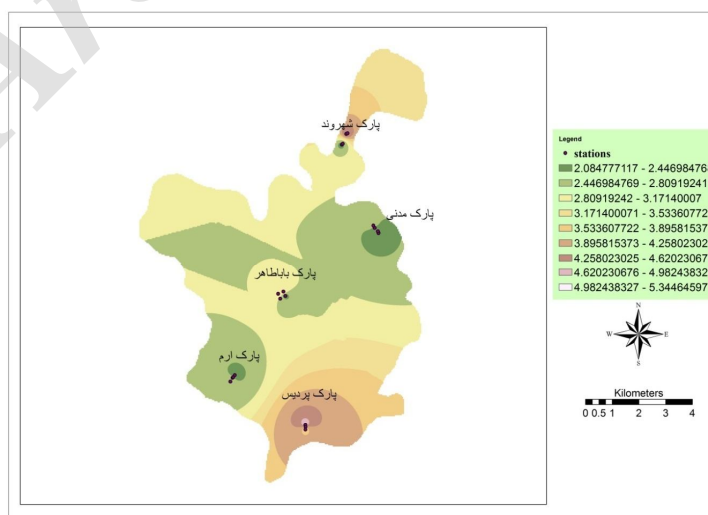 پارک شهروند
پارک مدنی
پارک باباطاهر
پارک ارم
پارک پردیس
Legend
stations
2.084777117 - 2.446984768
2.446984769 - 2.80919241
2.80919242 - 3.17140007
3.171400071 - 3.53360772
3.533607722 - 3.89581537
3.895815373 - 4.25802302
4.258023025 - 4.62023067
4.620230676 - 4.98243832
4.982438327 - 5.34464597
N
W E
S
Kilometers
0 0.5 1 2 3 4